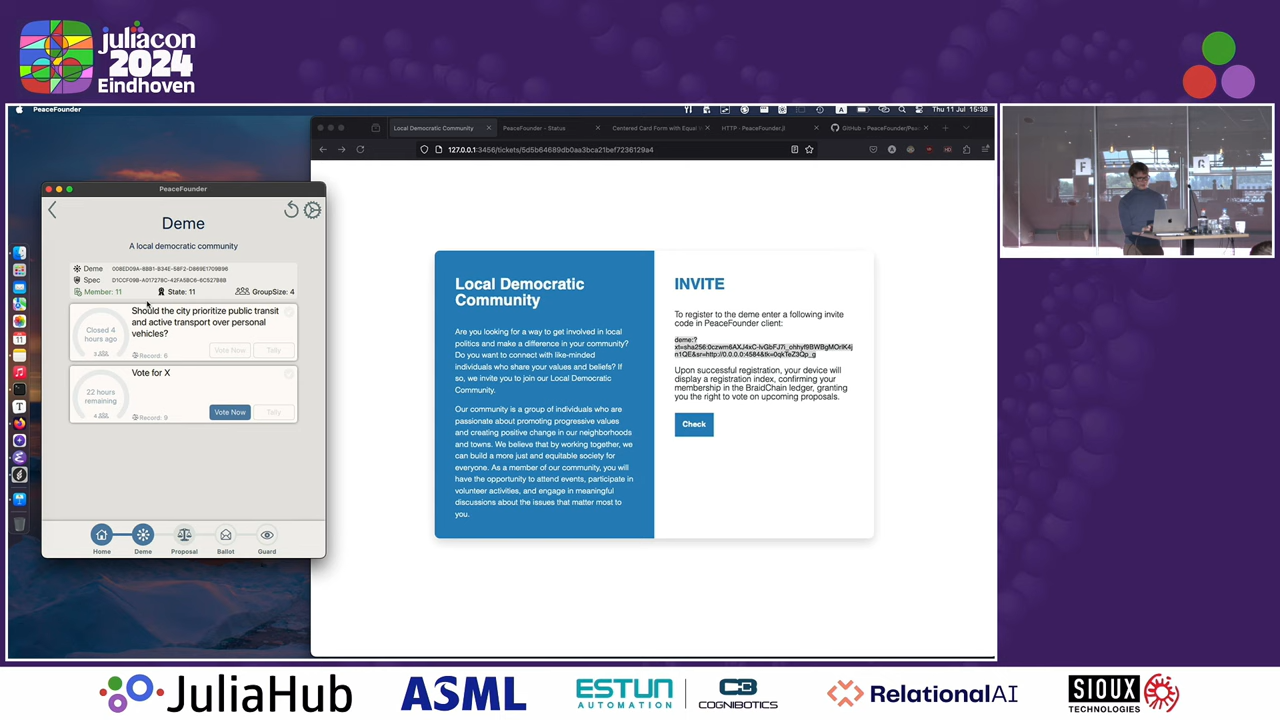 juliacon
2024
Eindhoven
PeaceFounder
Thu 11 Jul 15:38
Local Democratic Community
PeaceFounder - Status
Centered Card Form with Equal
HTTP · PeaceFounder.jl
GitHub - PeaceFounder/Pea
127.0.0.1:3456/tickets/5d5b64689db0aa3bca21bef7236129a4
PeaceFounder
Deme
A local democratic community
Deme
Spec
Member: 11
State: 11
GroupSize: 4
Closed 4
hours ago
3
Should the city prioritize public transit
and active transport over personal
vehicles?
Record: 6
Vote Now
Tally
22 hours
remaining
4
Vote for X
Record: 9
Vote Now
Tally
Home
Deme
Proposal
Ballot
Guard
Local Democratic
Community
Are you looking for a way to get involved in local
politics and make a difference in your community?
Do you want to connect with like-minded
individuals who share your values and beliefs? If
so, we invite you to join our Local Democratic
Community.
Our community is a group of individuals who are
passionate about promoting progressive values
and creating positive change in our neighborhoods
and towns. We believe that by working together, we
can build a more just and equitable society for
everyone. As a member of our community, you will
have the opportunity to attend events, participate in
volunteer activities, and engage in meaningful
discussions about the issues that matter most to
you.
INVITE
To register to the deme enter a following invite
code in PeaceFounder client:
deme:?
Upon successful registration, your device will
display a registration index, confirming your
membership in the BraidChain ledger, granting
you the right to vote on upcoming proposals.
Check
F
JuliaHub
ASML
ESTUN
AUTOMATION
C3
COGNIBOTICS
RelationalAI
SIOUX
TECHNOLOGIES